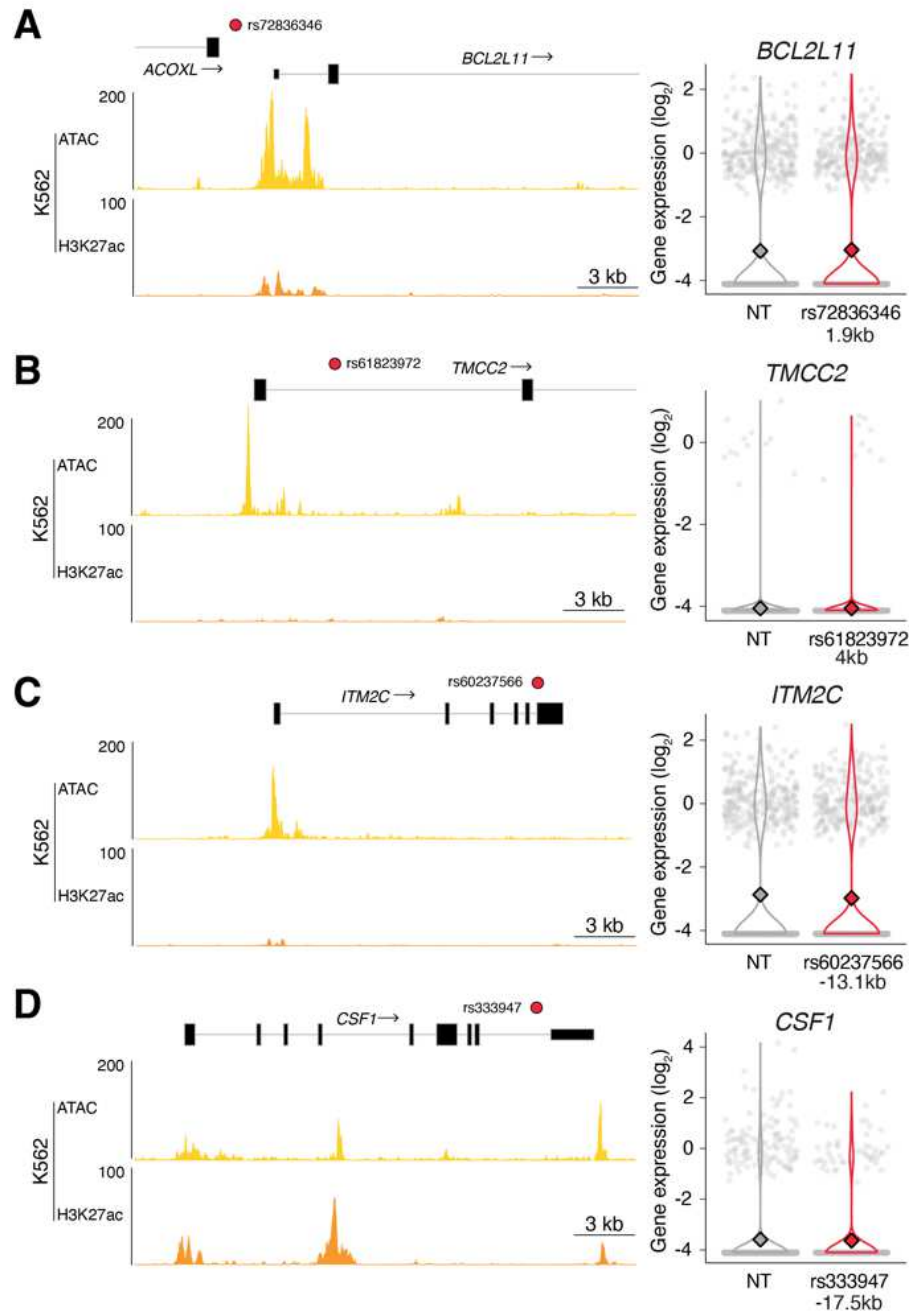 A
rs72836346
ACOXL →
BCL2L11 →
200
ATAC
K562
100
H3K27ac
3 kb
BCL2L11
Gene expression (log2)
2
0
-2
-4
NT
rs72836346
1.9kb
B
rs61823972
TMCC2 →
200
ATAC
K562
100
H3K27ac
3 kb
TMCC2
Gene expression (log2)
0
-2
-4
NT
rs61823972
4kb
C
rs60237566
ITM2C →
200
ATAC
K562
100
H3K27ac
3 kb
ITM2C
Gene expression (log2)
2
0
-2
-4
NT
rs60237566
-13.1kb
D
rs333947
CSF1 →
200
ATAC
K562
100
H3K27ac
3 kb
CSF1
Gene expression (log2)
4
2
0
-2
-4
NT
rs333947
-17.5kb